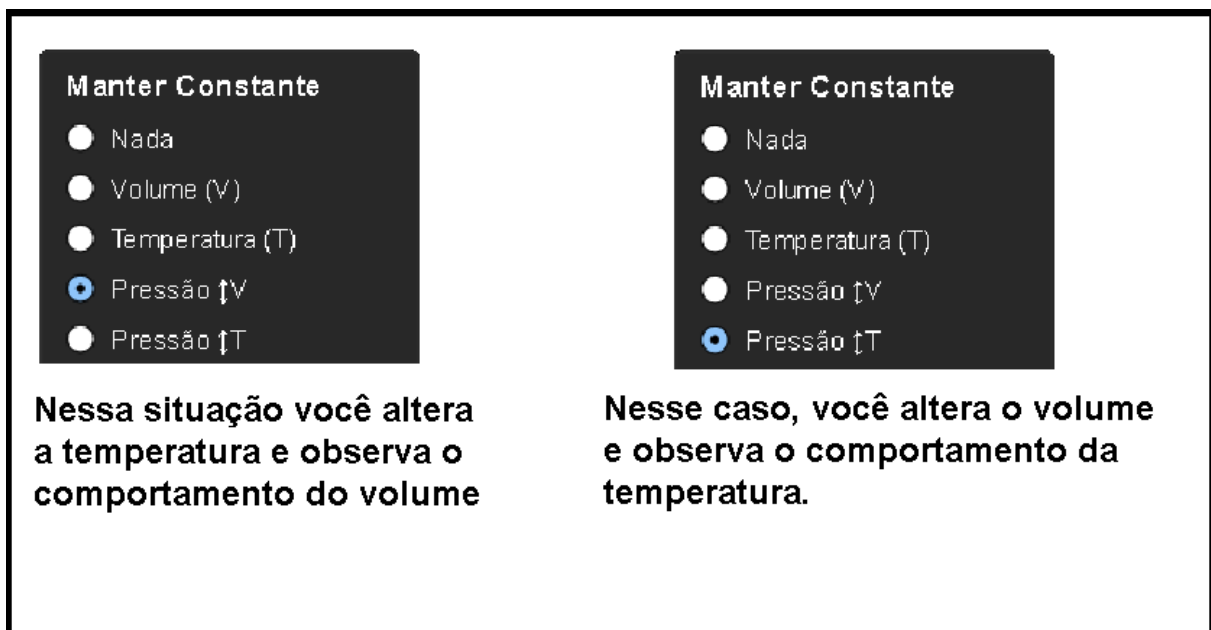 Manter Constante
Nada
Volume (V)
Temperatura (T)
Pressão ↕V
Pressão ↕T
Nessa situação você altera
a temperatura e observa o
comportamento do volume
Manter Constante
Nada
Volume (V)
Temperatura (T)
Pressão ↕V
Pressão ↕T
Nesse caso, você altera o volume
e observa o comportamento da
temperatura.